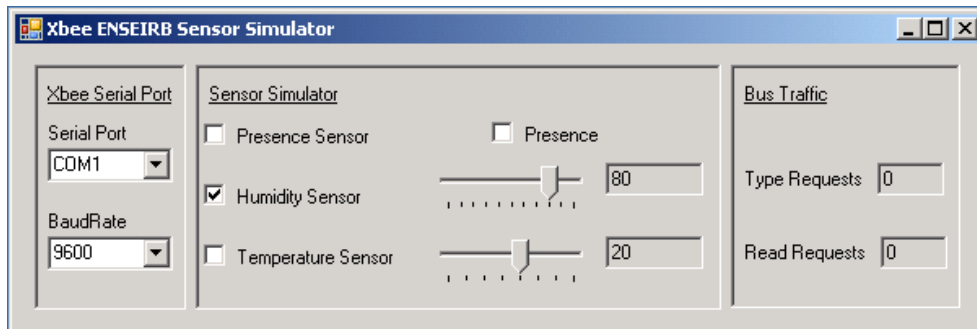 Xbee ENSEIRB Sensor Simulator
Xbee Serial Port
Serial Port
COM1
BaudRate
9600
Sensor Simulator
Presence Sensor
Presence
Humidity Sensor
80
Temperature Sensor
20
Bus Traffic
Type Requests 0
Read Requests 0